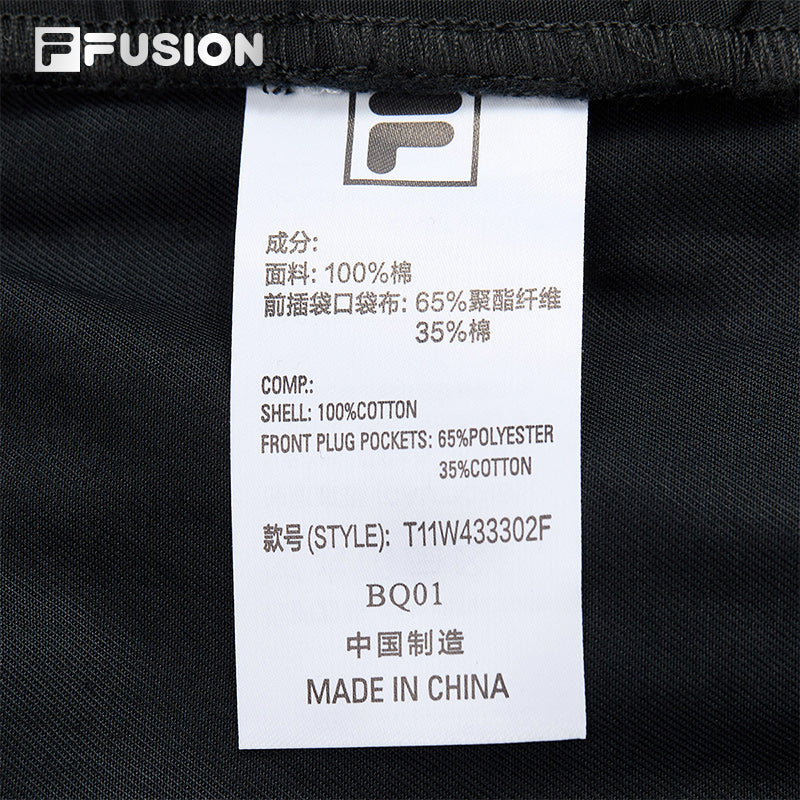 FUSION
成分:
面料: 100%棉
前插袋口袋布: 65%聚酯纤维
35%棉
COMP.:
SHELL: 100%COTTON
FRONT PLUG POCKETS: 65%POLYESTER
35%COTTON
款号(STYLE): T11W433302F
BQ01
中国制造
MADE IN CHINA